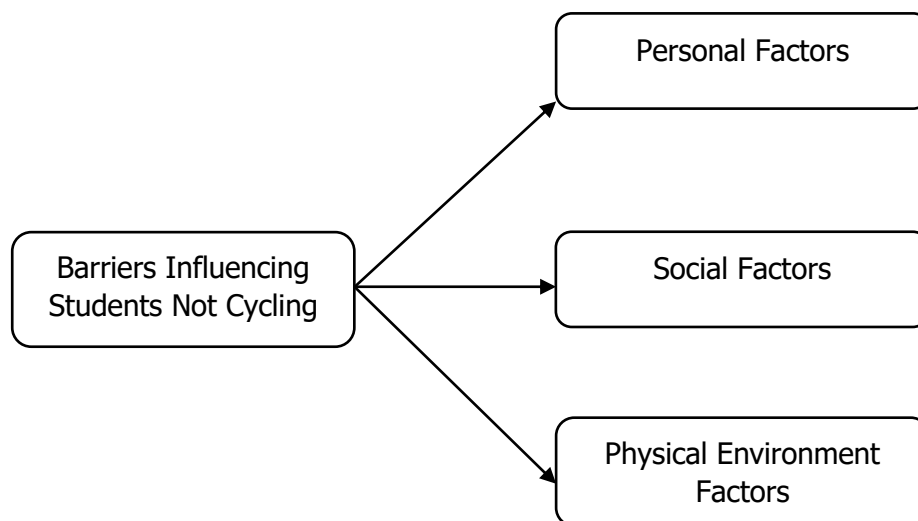 Personal Factors
Barriers Influencing
Students Not Cycling
Social Factors
Physical Environment
Factors